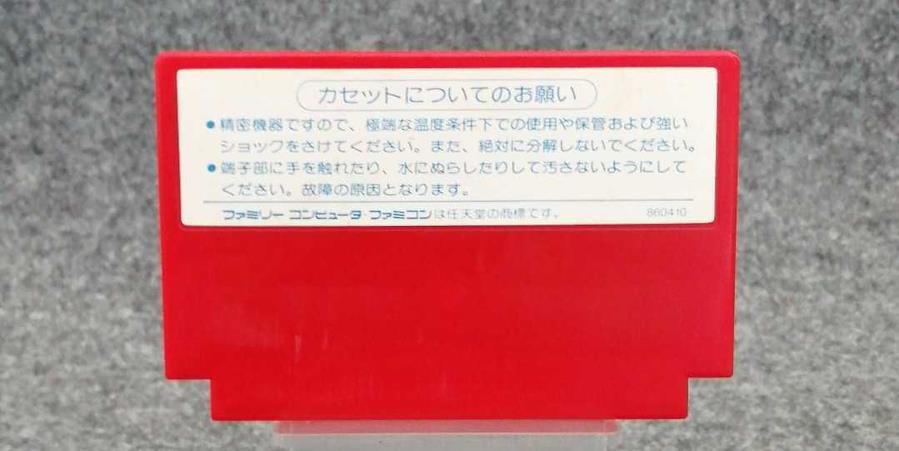 カセットについてのお願い
●精密機器ですので、極端な温度条件下での使用や保管および強い
ショックをさけてください。また、絶対に分解しないでください。
●端子部に手を触れたり、水にぬらしたりして汚さないようにして
ください。故障の原因となります。
ファミリー コンピュータ・ファミコンは任天堂の商標です。 860410